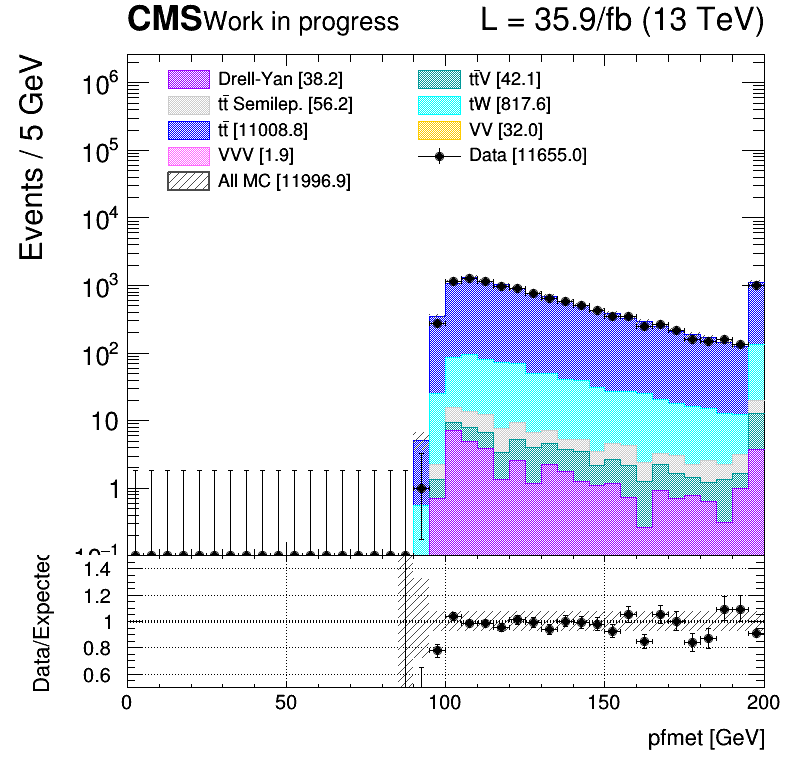 CMS Work in progress L = 35.9/fb (13 TeV)
Events / 5 GeV
Drell-Yan [38.2]
tt̄ Semilep. [56.2]
tt̄ [11008.8]
VVV [1.9]
All MC [11996.9]
tt̄V [42.1]
tW [817.6]
VV [32.0]
Data [11655.0]
10⁶
10⁵
10⁴
10³
10²
10
1
10⁻¹
Data/Expected
1.4
1.2
1
0.8
0.6
0 50 100 150 200
pfmet [GeV]